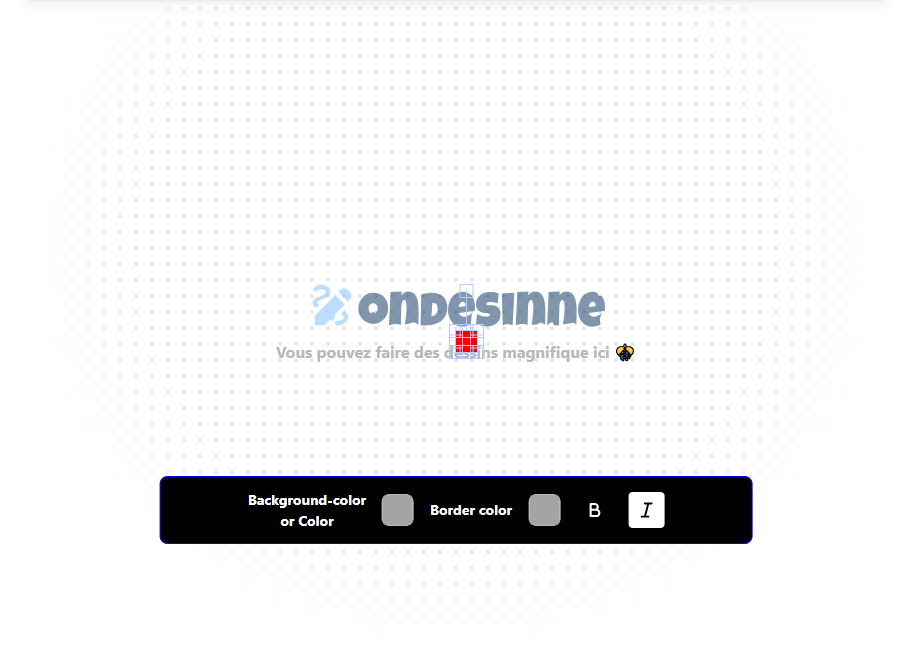 ondesinne
Vous pouvez faire des dessins magnifique ici
Background-color
or Color
Border color
B
I